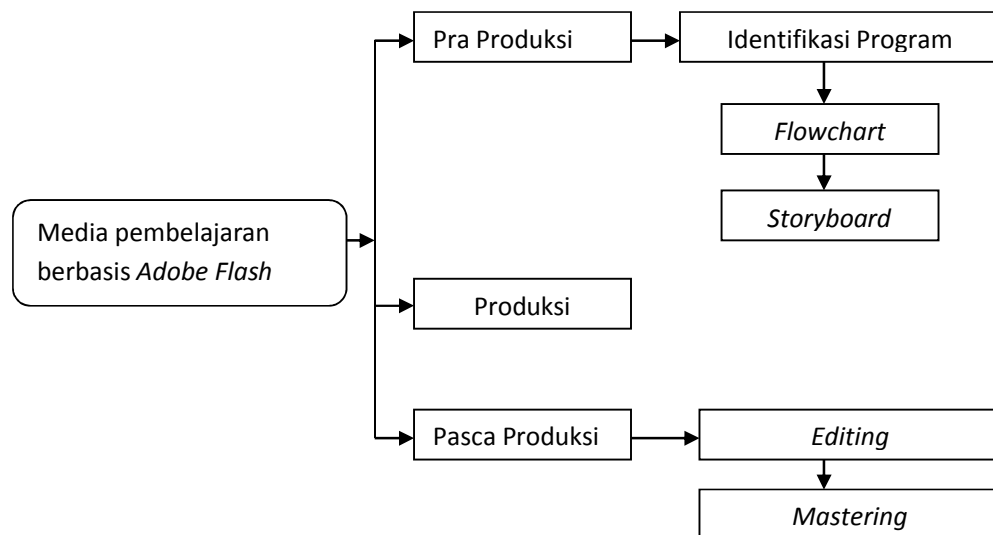 Pra Produksi
Identifikasi Program
Flowchart
Storyboard
Media pembelajaran
berbasis Adobe Flash
Produksi
Pasca Produksi
Editing
Mastering